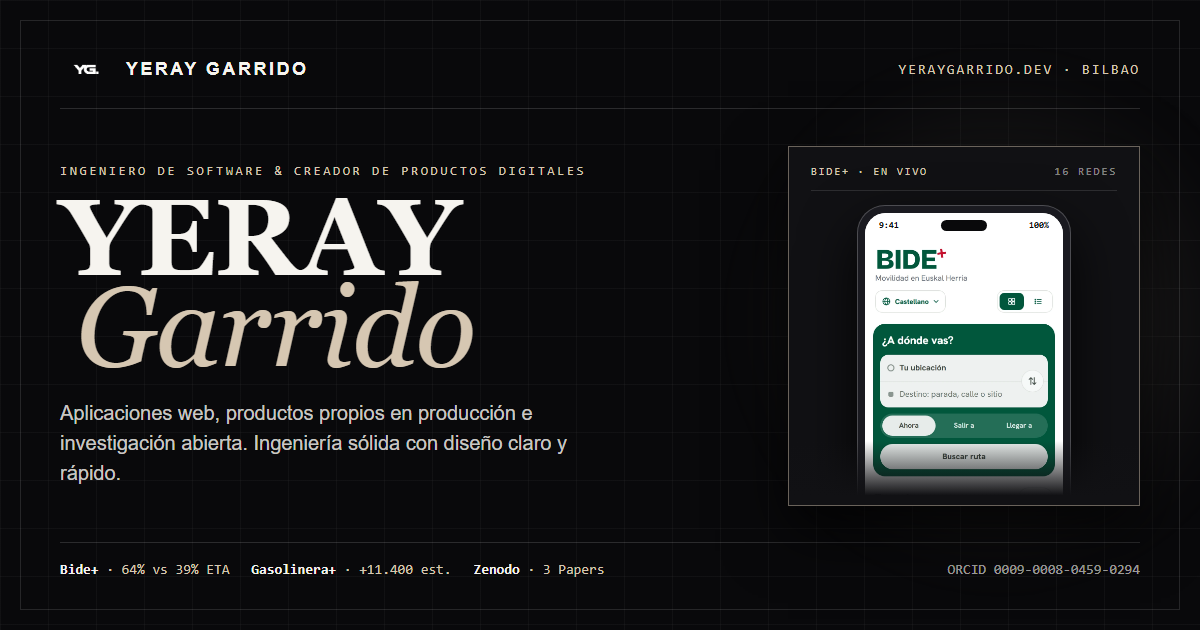 YG.
YERAY GARRIDO
YERAYGARRIDO.DEV · BILBAO
INGENIERO DE SOFTWARE & CREADOR DE PRODUCTOS DIGITALES
YERAY
Garrido
Aplicaciones web, productos propios en producción e
investigación abierta. Ingeniería sólida con diseño claro y
rápido.
BIDE+ · EN VIVO
16 REDES
9:41
100%
BIDE+
Movilidad en Euskal Herria
Castellano
¿A dónde vas?
Tu ubicación
Destino: parada, calle o sitio
Ahora
Salir a
Llegar a
Buscar ruta
Bide+ · 64% vs 39% ETA
Gasolinera+ · +11.400 est.
Zenodo · 3 Papers
ORCID 0009-0008-0459-0294